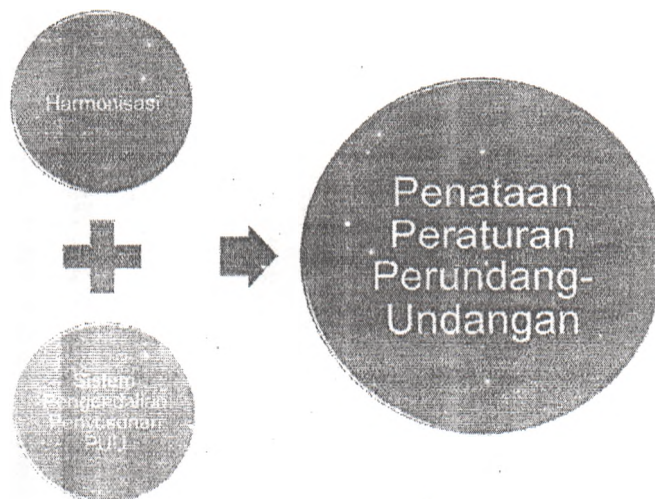 Harmonisasi
Sistem
Pengendalian
Penyusunan
PUU
Penataan
Peraturan
Perundang-
Undangan